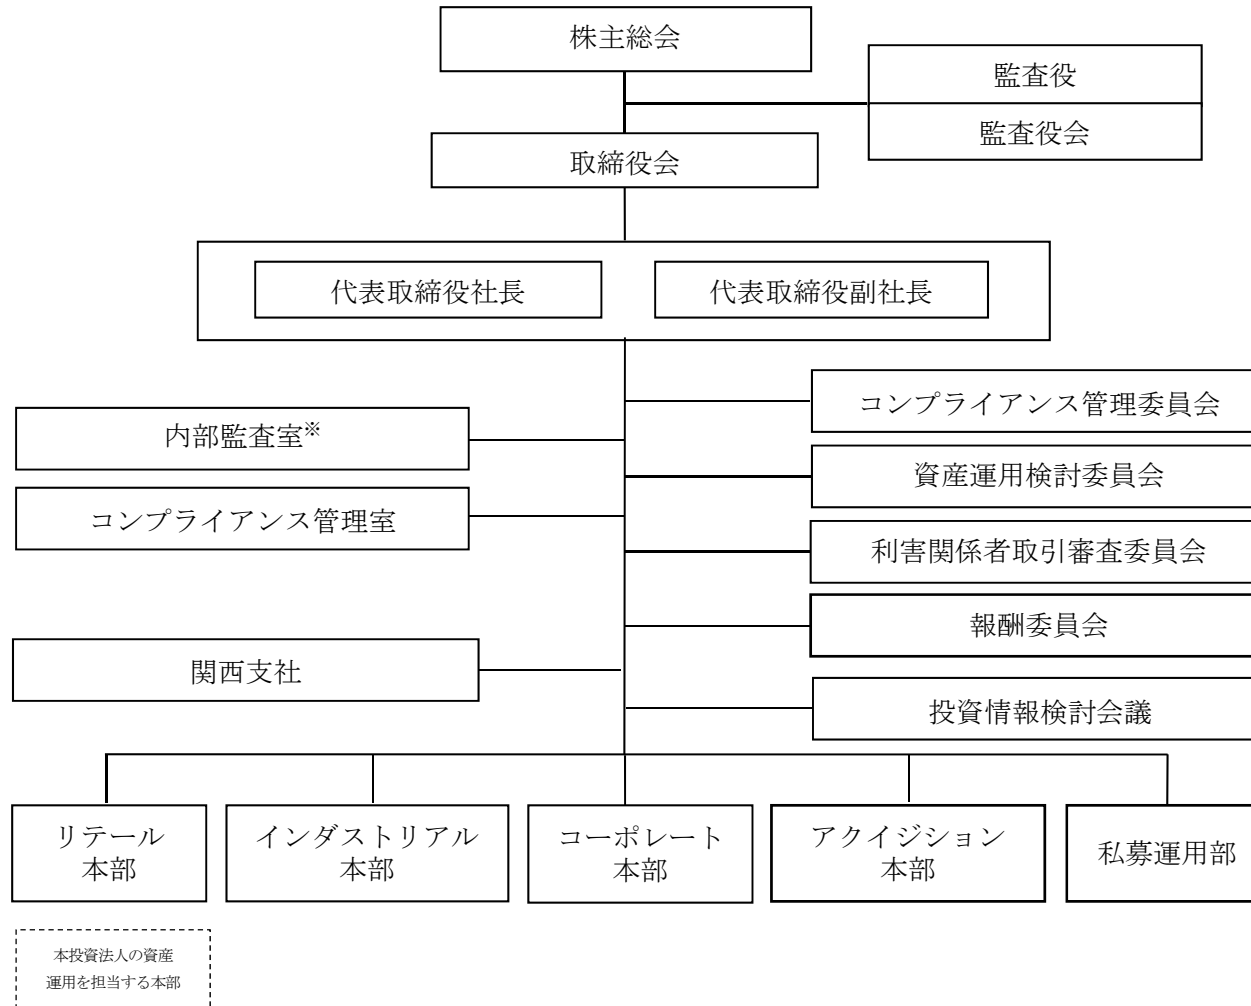 株主総会
監査役
監査役会
取締役会
代表取締役社長
代表取締役副社長
コンプライアンス管理委員会
内部監査室※
資産運用検討委員会
コンプライアンス管理室
利害関係者取引審査委員会
報酬委員会
関西支社
投資情報検討会議
リテール
本部
インダストリアル
本部
コーポレート
本部
アクイジション
本部
私募運用部
本投資法人の資産
運用を担当する本部